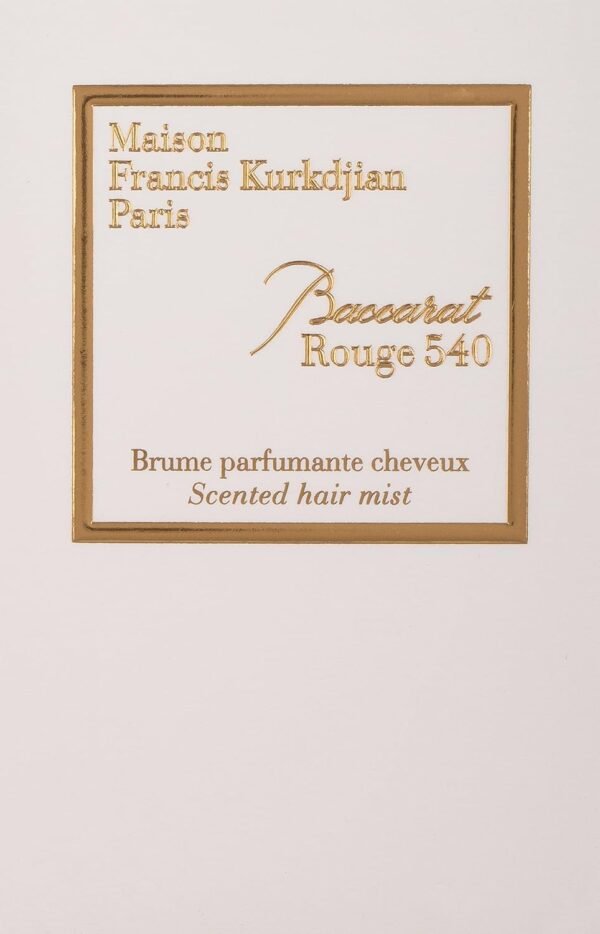 Maison
Francis Kurkdjian
Paris
Baccarat
Rouge 540
Brume parfumante cheveux
Scented hair mist